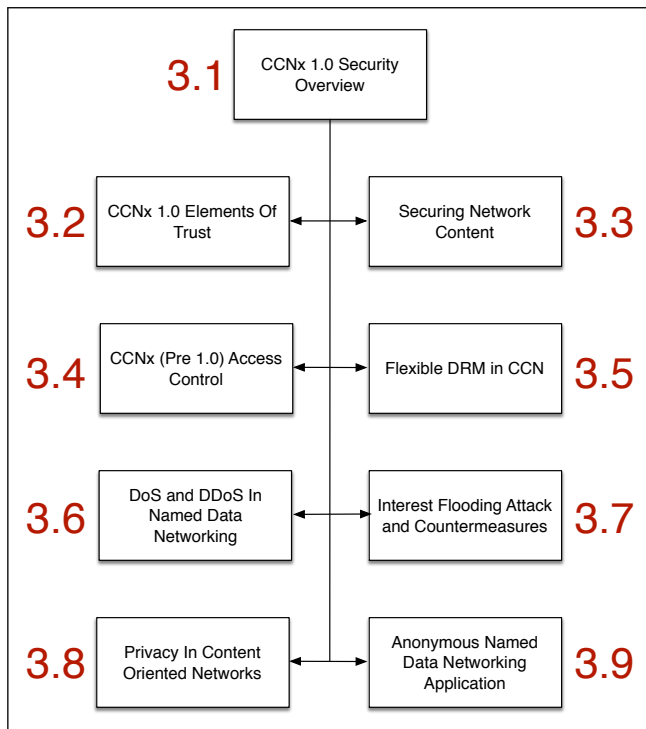 3.1
CCNx 1.0 Security
Overview
3.2
CCNx 1.0 Elements Of
Trust
Securing Network
Content
3.3
3.4
CCNx (Pre 1.0) Access
Control
Flexible DRM in CCN
3.5
3.6
DoS and DDoS In
Named Data
Networking
Interest Flooding Attack
and Countermeasures
3.7
3.8
Privacy In Content
Oriented Networks
Anonymous Named
Data Networking
Application
3.9